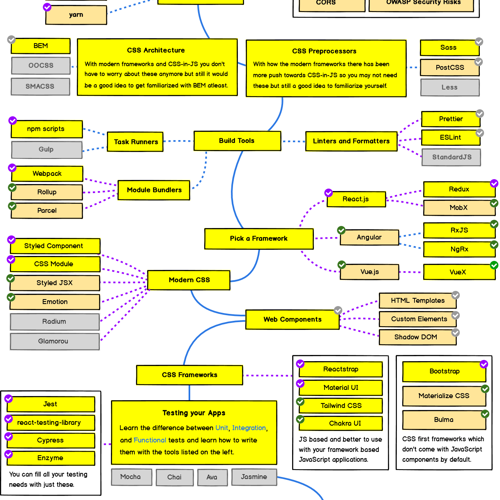 yarn
CORS
OWASP Security Risks
BEM
OOCSS
SMACSS
CSS Architecture
With modern frameworks and CSS-in-JS you don't
have to worry about these anymore but still it would
be a good idea to get familiarized with BEM atleast.
CSS Preprocessors
With how the modern frameworks there has been
more push towards CSS-in-JS so you may not need
these but still a good idea to familiarize yourself.
Sass
PostCSS
Less
npm scripts
Gulp
Task Runners
Build Tools
Linters and Formatters
Prettier
ESLint
StandardJS
Webpack
Rollup
Parcel
Module Bundlers
Pick a Framework
React.js
Redux
MobX
Angular
RxJS
NgRx
Vue.js
VueX
Styled Component
CSS Module
Styled JSX
Emotion
Radium
Glamorou
Modern CSS
Web Components
HTML Templates
Custom Elements
Shadow DOM
CSS Frameworks
Reactstrap
Material UI
Tailwind CSS
Chakra UI
JS based and better to use
with your framework based
JavaScript applications.
Bootstrap
Materialize CSS
Bulma
CSS first frameworks which
don't come with JavaScript
components by default.
Jest
react-testing-library
Cypress
Enzyme
You can fill all your testing
needs with just these.
Testing your Apps
Learn the difference between Unit, Integration,
and Functional tests and learn how to write
them with the tools listed on the left.
Mocha
Chai
Ava
Jasmine